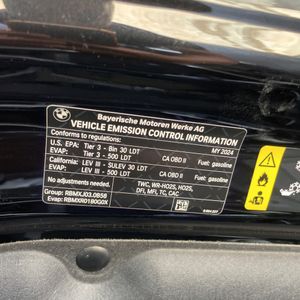 BMW
Bayerische Motoren Werke AG
VEHICLE EMISSION CONTROL INFORMATION
Conforms to regulations: MY 2024
U.S. EPA: Tier 3 - Bin 30 LDT CA OBD II Fuel: gasoline
EVAP: Tier 3 - 500 LDT
California: LEV III - SULEV 30 LDT CA OBD II Fuel: gasoline
EVAP: LEV III - 500 LDT
No adjustments needed. TWC, WR-HO2S, HO2S,
Group: RBMXJ03.0B58 DFI, MFI, TC, CAC
Evap: RBMXR0180G0X